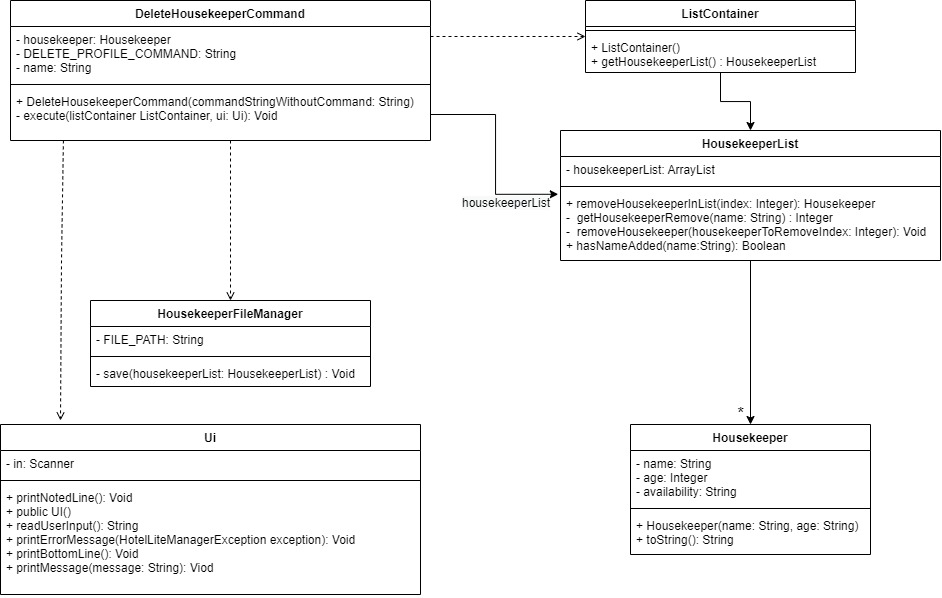 DeleteHousekeeperCommand
- housekeeper: Housekeeper
- DELETE_PROFILE_COMMAND: String
- name: String
+ DeleteHousekeeperCommand(commandStringWithoutCommand: String)
- execute(listContainer ListContainer, ui: Ui): Void
ListContainer
+ ListContainer()
+ getHousekeeperList() : HousekeeperList
HousekeeperList
- housekeeperList: ArrayList
+ removeHousekeeperInList(index: Integer): Housekeeper
- getHousekeeperRemove(name: String) : Integer
- removeHousekeeper(housekeeperToRemoveIndex: Integer): Void
+ hasNameAdded(name:String): Boolean
housekeeperList
HousekeeperFileManager
- FILE_PATH: String
- save(housekeeperList: HousekeeperList) : Void
*
Ui
- in: Scanner
+ printNotedLine(): Void
+ public UI()
+ readUserInput(): String
+ printErrorMessage(HotelLiteManagerException exception): Void
+ printBottomLine(): Void
+ printMessage(message: String): Viod
Housekeeper
- name: String
- age: Integer
- availability: String
+ Housekeeper(name: String, age: String)
+ toString(): String